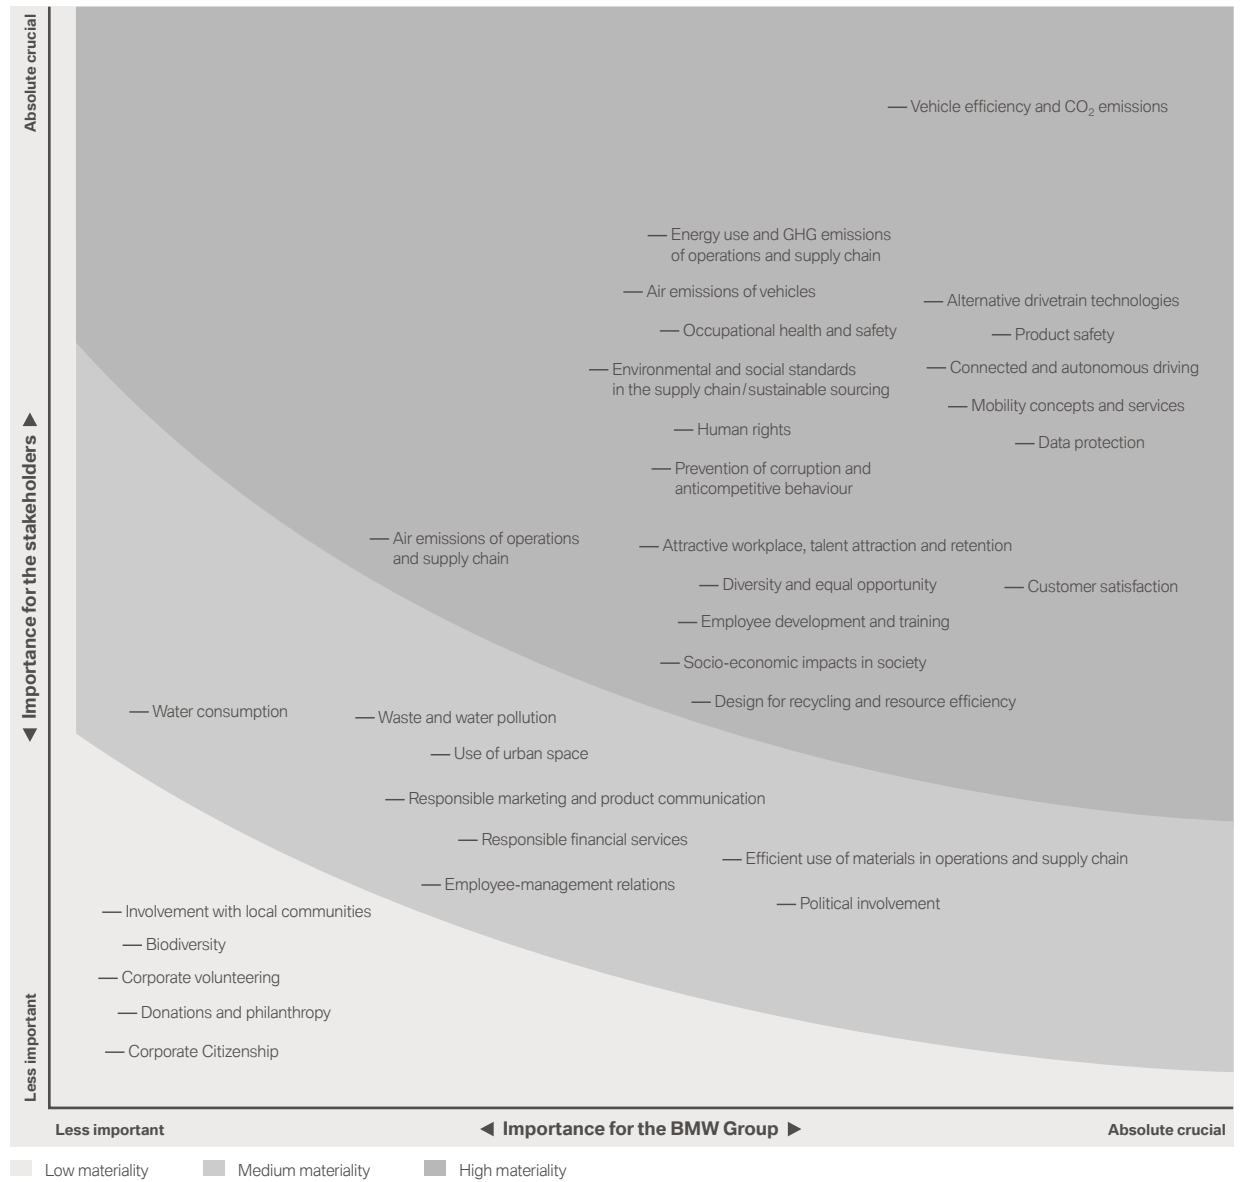 Absolute crucial
Vehicle efficiency and CO₂ emissions
Energy use and GHG emissions
of operations and supply chain
Air emissions of vehicles
Alternative drivetrain technologies
Occupational health and safety
Product safety
Environmental and social standards
in the supply chain/sustainable sourcing
Connected and autonomous driving
Mobility concepts and services
Human rights
Data protection
Prevention of corruption and
anticompetitive behaviour
◀ Importance for the stakeholders ▶
Air emissions of operations
and supply chain
Attractive workplace, talent attraction and retention
Diversity and equal opportunity
Customer satisfaction
Employee development and training
Socio-economic impacts in society
Design for recycling and resource efficiency
Water consumption
Waste and water pollution
Use of urban space
Responsible marketing and product communication
Responsible financial services
Efficient use of materials in operations and supply chain
Employee-management relations
Political involvement
Involvement with local communities
Biodiversity
Corporate volunteering
Donations and philanthropy
Corporate Citizenship
Less important
Less important
◀ Importance for the BMW Group ▶
Absolute crucial
Low materiality
Medium materiality
High materiality